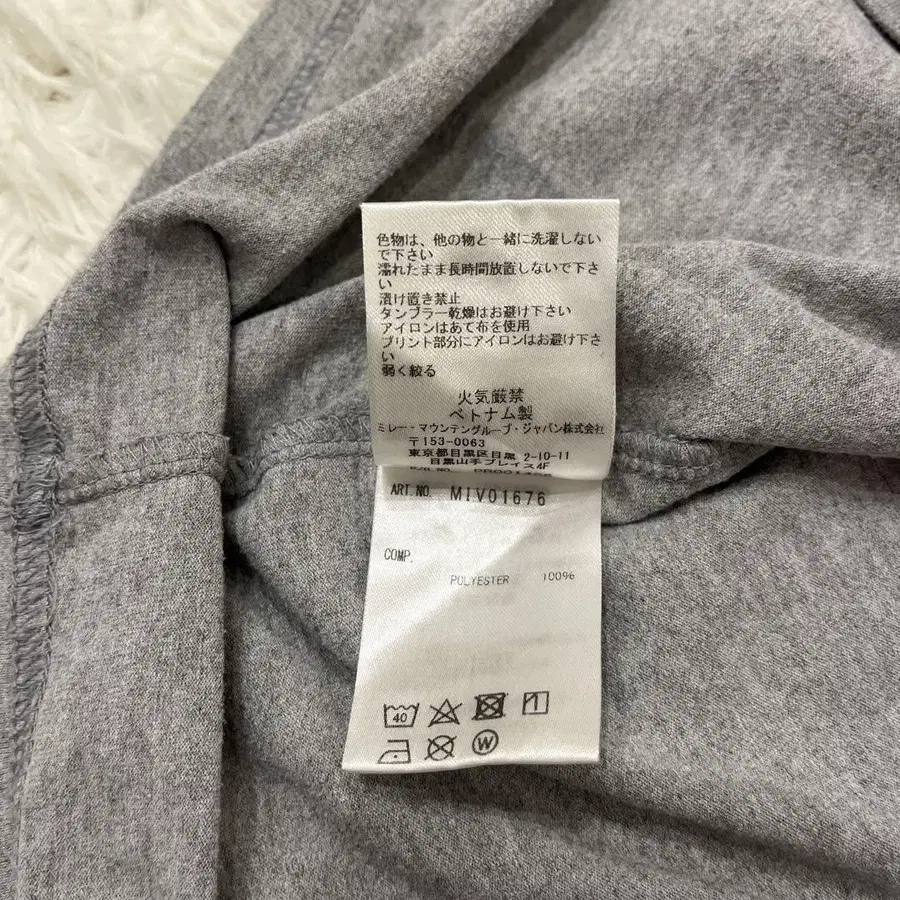 色物は、他の物と一緒に洗濯しない
で下さい
濡れたまま長時間放置しないで下さ
い
漬け置き禁止
タンブラー乾燥はお避け下さい
アイロンはあて布を使用
プリント部分にアイロンはお避け下さ
い
弱く絞る
火気厳禁
ベトナム製
ミレー・マウンテングループ・ジャパン株式会社
〒153-0063
東京都目黒区目黒 2-10-11
目黒山手プレイス4F
ART.NO. MIV01676
COMP.
POLYESTER 100%
40
W